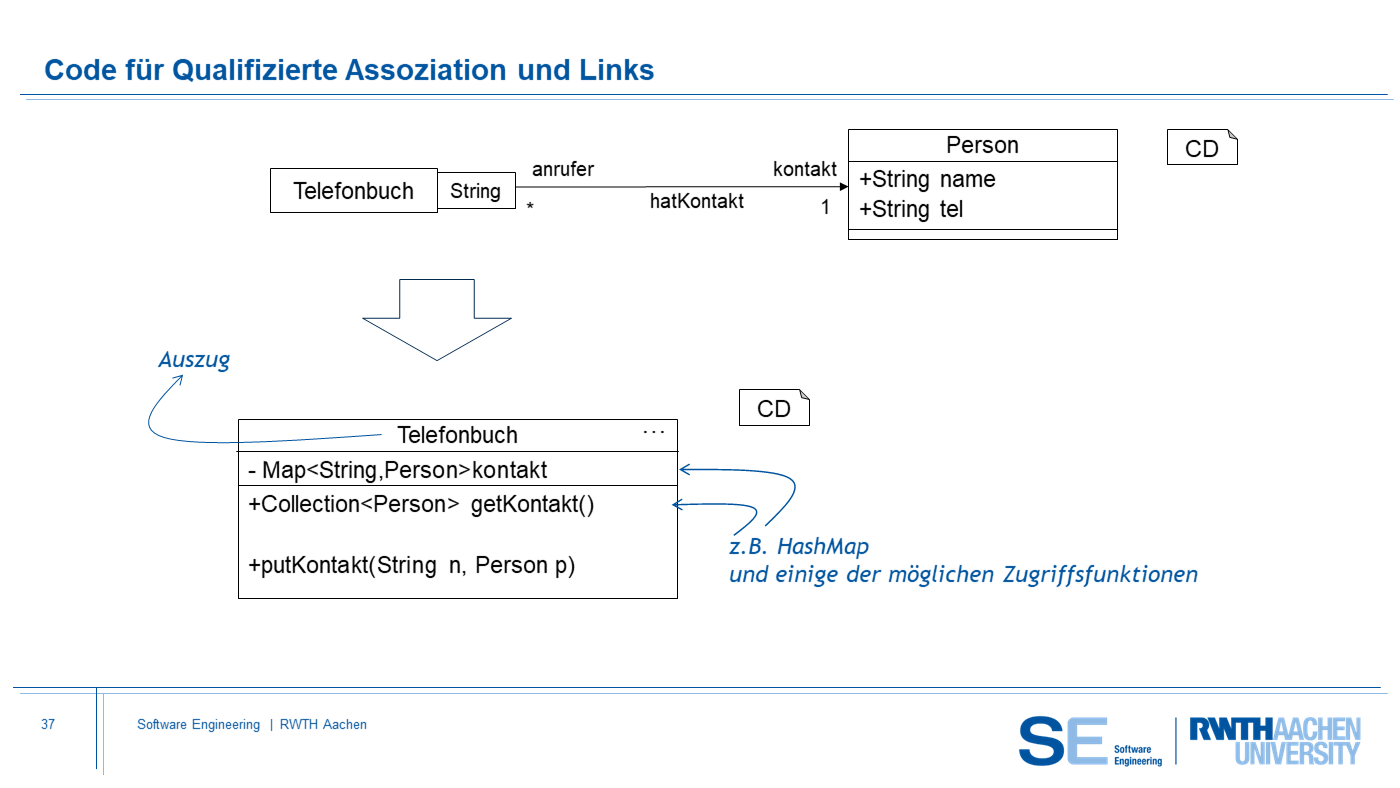 Code für Qualifizierte Assoziation und Links
Telefonbuch
String
anrufer
*
hatKontakt
kontakt
1
Person
+String name
+String tel
CD
Auszug
CD
Telefonbuch
...
- Map<String,Person>kontakt
+Collection<Person> getKontakt()
+putKontakt(String n, Person p)
z.B. HashMap
und einige der möglichen Zugriffsfunktionen
37
Software Engineering | RWTH Aachen
SE
Software
Engineering
RWTHAACHEN
UNIVERSITY